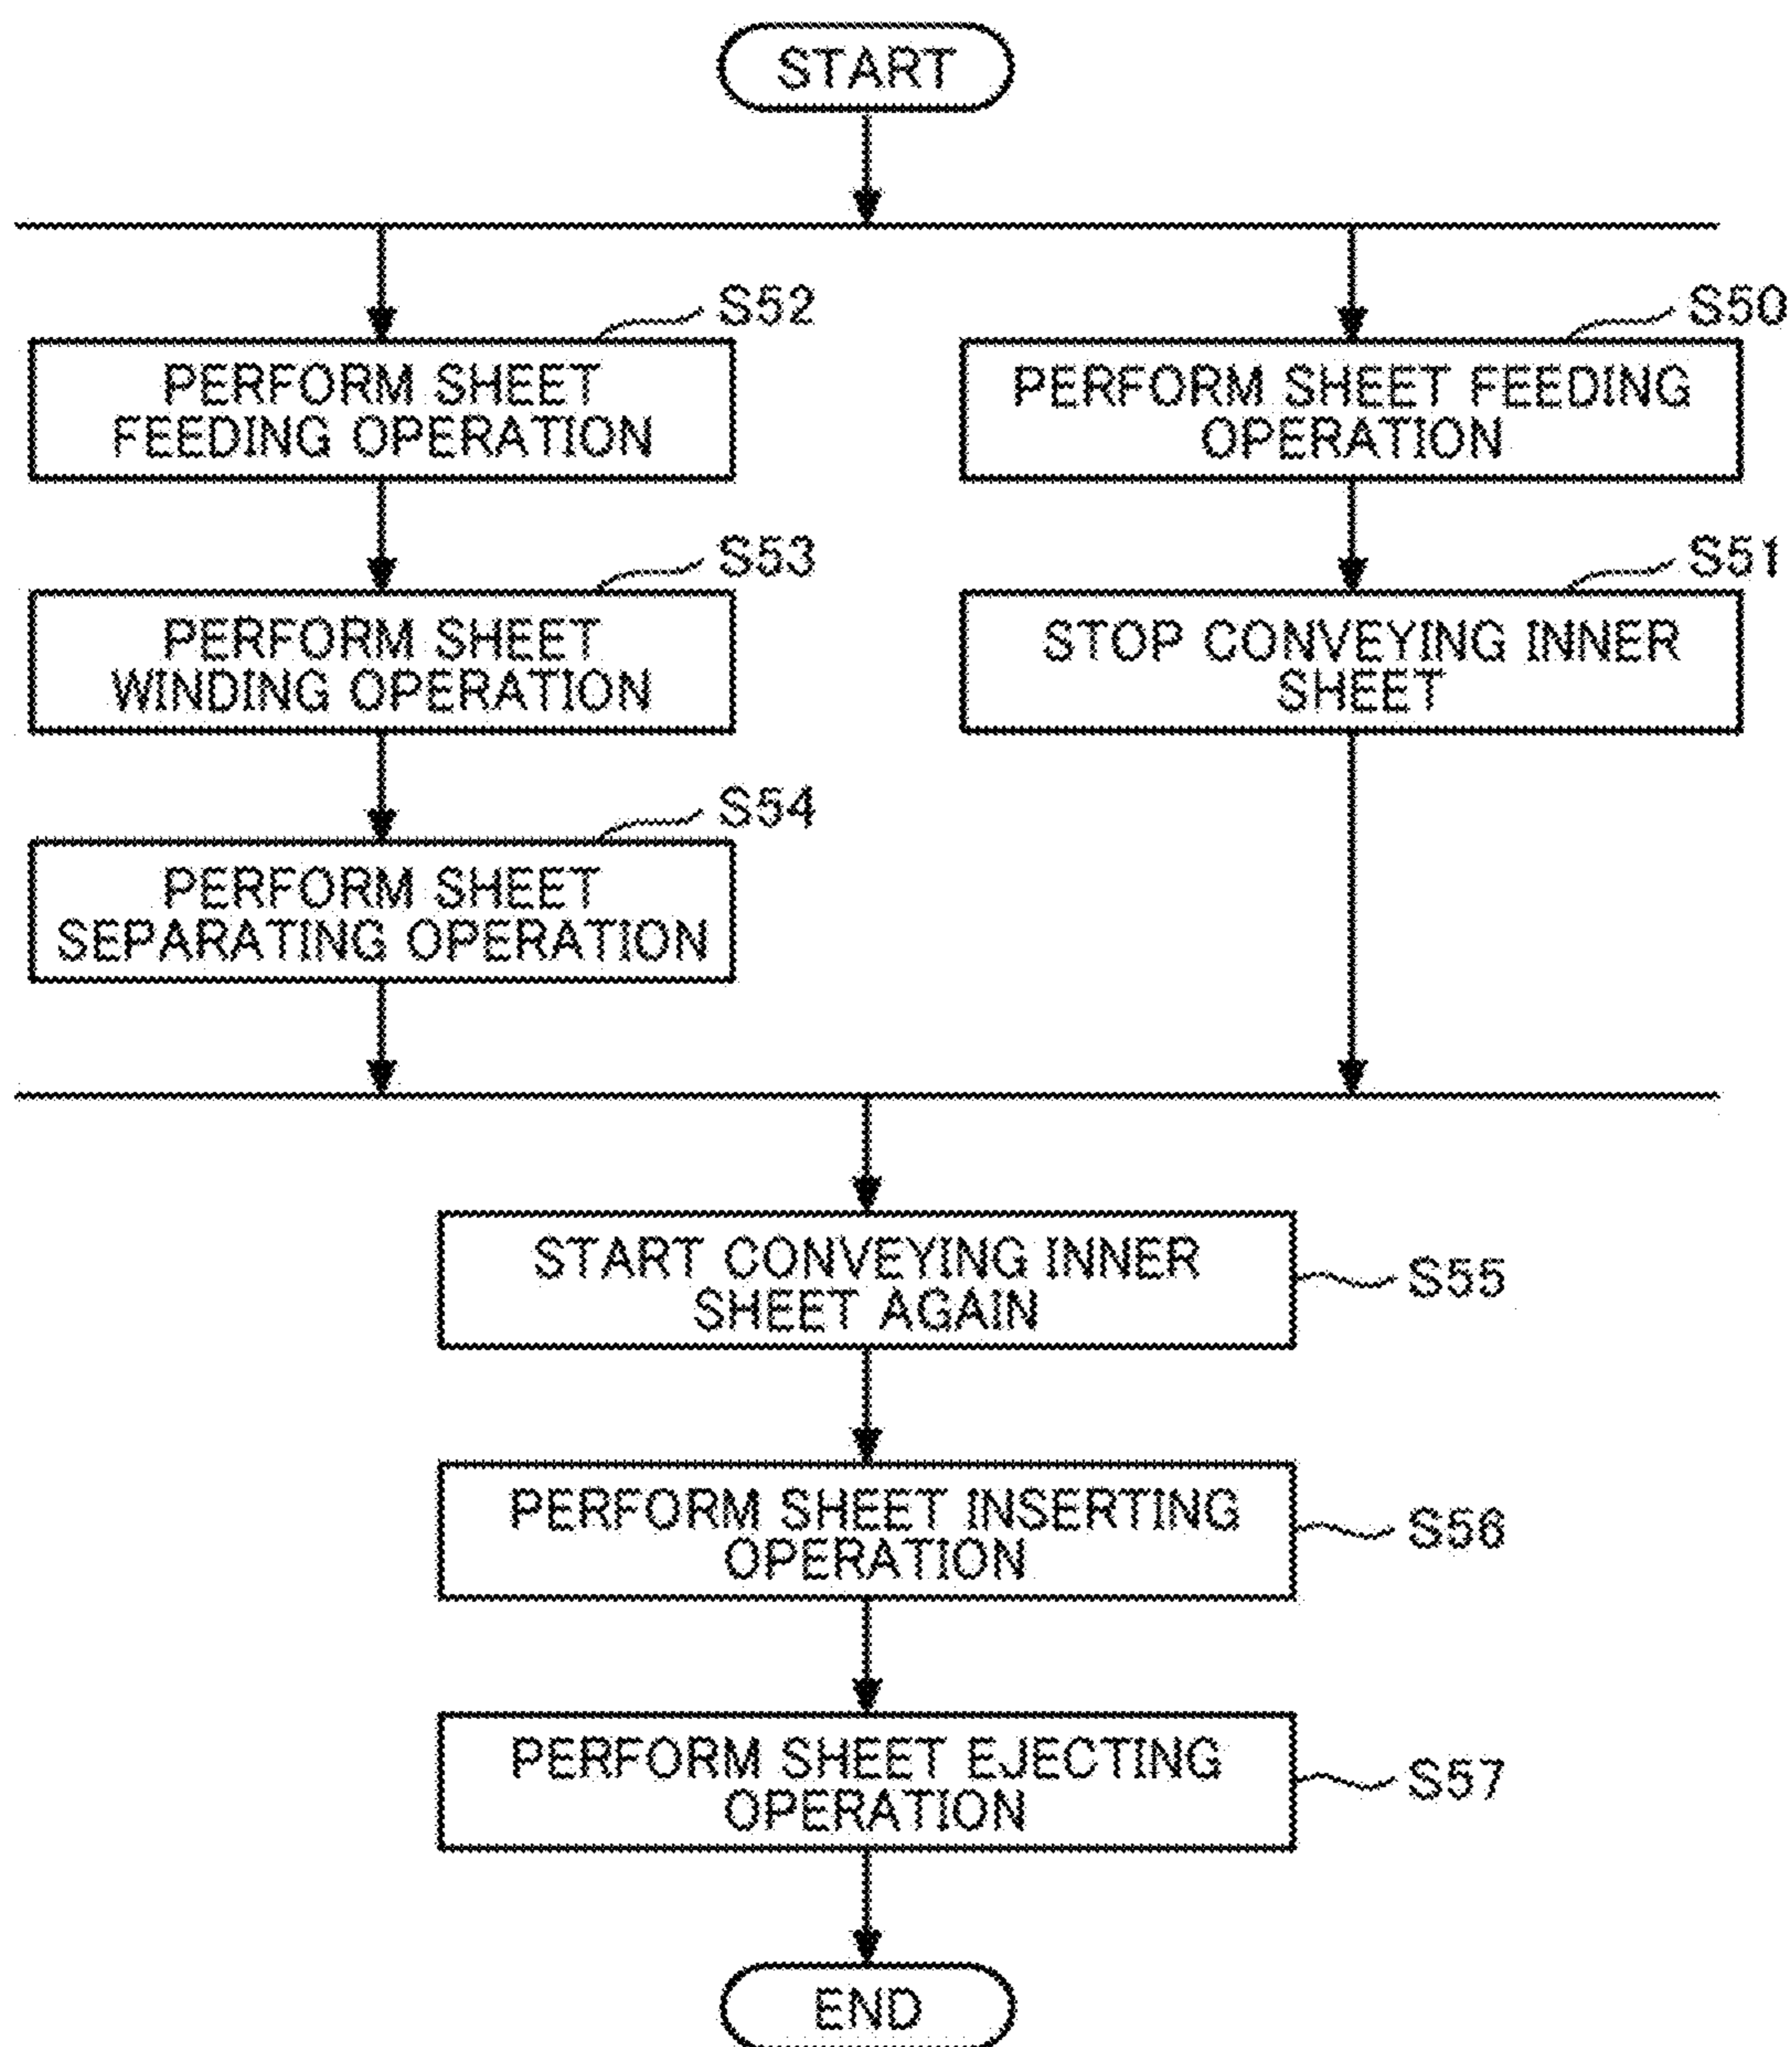 START
S52
PERFORM SHEET
FEEDING OPERATION
S53
PERFORM SHEET
WINDING OPERATION
S54
PERFORM SHEET
SEPARATING OPERATION
S50
PERFORM SHEET FEEDING
OPERATION
S51
STOP CONVEYING INNER
SHEET
START CONVEYING INNER
SHEET AGAIN
S55
PERFORM SHEET INSERTING
OPERATION
S56
PERFORM SHEET EJECTING
OPERATION
S57
END